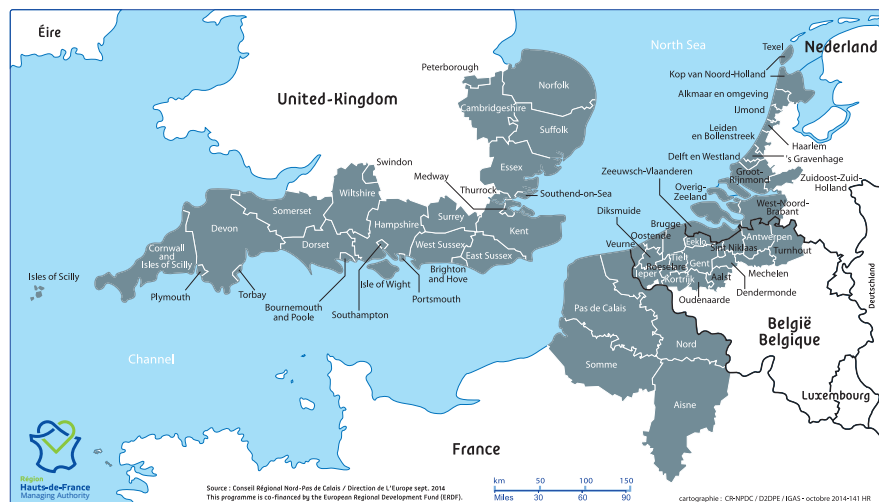 Éire
United-Kingdom
North Sea
Nederland
Texel
Kop van Noord-Holland
Alkmaar en omgeving
IJmond
Leiden
en Bollenstreek
Haarlem
Delft en Westland
's Gravenhage
Zeeuwsch-Vlaanderen
Groot-
Rijnmond
Zuidoost-Zuid-
Holland
Overig-
Zeeland
West-Noord-
Brabant
Diksmuide
Brugge
Oostende
Veurne
Eeklo
Sint Niklaas
Antwerpen
Turnhout
Tielt
Gent
Ieper
Roeselare
Kortrijk
Aalst
Mechelen
Dendermonde
Oudenaarde
Peterborough
Norfolk
Cambridgeshire
Suffolk
Essex
Swindon
Medway
Thurrock
Southend-on-Sea
Wiltshire
Somerset
Hampshire
Surrey
Kent
Devon
Dorset
West Sussex
East Sussex
Cornwall
and
Isles of Scilly
Isles of Scilly
Plymouth
Torbay
Bournemouth
and Poole
Southampton
Isle of Wight
Portsmouth
Brighton
and Hove
Pas de Calais
Nord
Somme
Aisne
Channel
France
België
Belgique
Luxembourg
Deutschland
Région
Hauts-de-France
Managing Authority
Source : Conseil Régional Nord-Pas de Calais / Direction de L'Europe sept. 2014
This programme is co-financed by the European Regional Development Fund (ERDF).
km 50 100 150
Miles 30 60 90
cartographie : CR-NPDC / D2DPE / IGAS - octobre 2014-141 HR